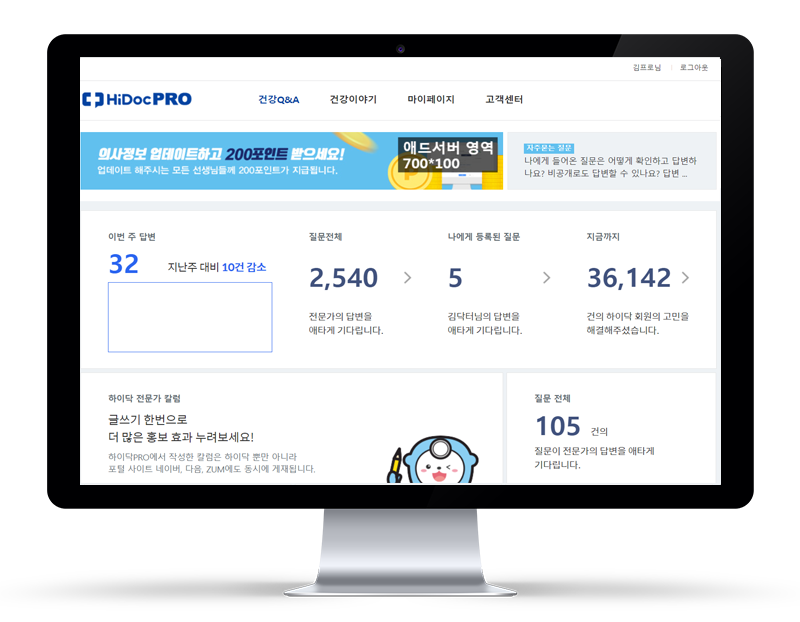 김프로님 | 로그아웃
HiDocPRO 건강Q&A 건강이야기 마이페이지 고객센터
의사정보 업데이트하고 200포인트 받으세요!
업데이트 해주시는 모든 선생님들께 200포인트가 지급됩니다.
애드서버 영역
700*100
자주묻는 질문
나에게 들어온 질문은 어떻게 확인하고 답변하
나요? 비공개로도 답변할 수 있나요? 답변 ...
이번 주 답변
32 지난주 대비 10건 감소
질문전체
2,540
전문가의 답변을
애타게 기다립니다.
나에게 등록된 질문
5
김닥터님의 답변을
애타게 기다립니다.
지금까지
36,142
건의 하이닥 회원의 고민을
해결해주셨습니다.
하이닥 전문가 칼럼
글쓰기 한번으로
더 많은 홍보 효과 누려보세요!
하이닥PRO에서 작성한 칼럼은 하이닥 뿐만 아니라
포털 사이트 네이버, 다음, ZUM에도 동시에 게재됩니다.
질문 전체
105 건의
질문이 전문가의 답변을 애타게
기다립니다.